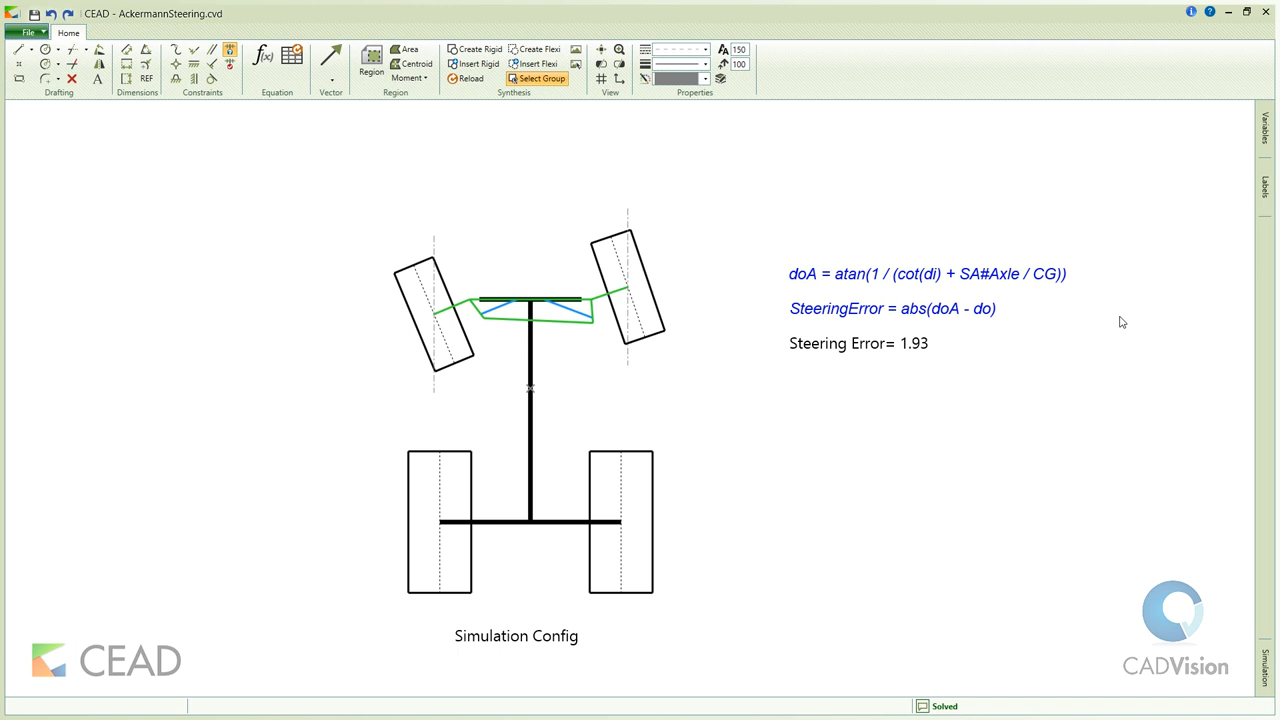 CEAD - AckermannSteering.cvd
File
Home
REF
A
f(x)
Region
Area
Centroid
Moment
Create Rigid
Insert Rigid
Reload
Create Flexi
Insert Flexi
Select Group
150
100
Drafting
Dimensions
Constraints
Equation
Vector
Region
Synthesis
View
Properties
Variables
Labels
doA = atan(1 / (cot(di) + SA#Axle / CG))
SteeringError = abs(doA - do)
Steering Error= 1.93
Simulation Config
CEAD
CADVision
Simulation
Solved